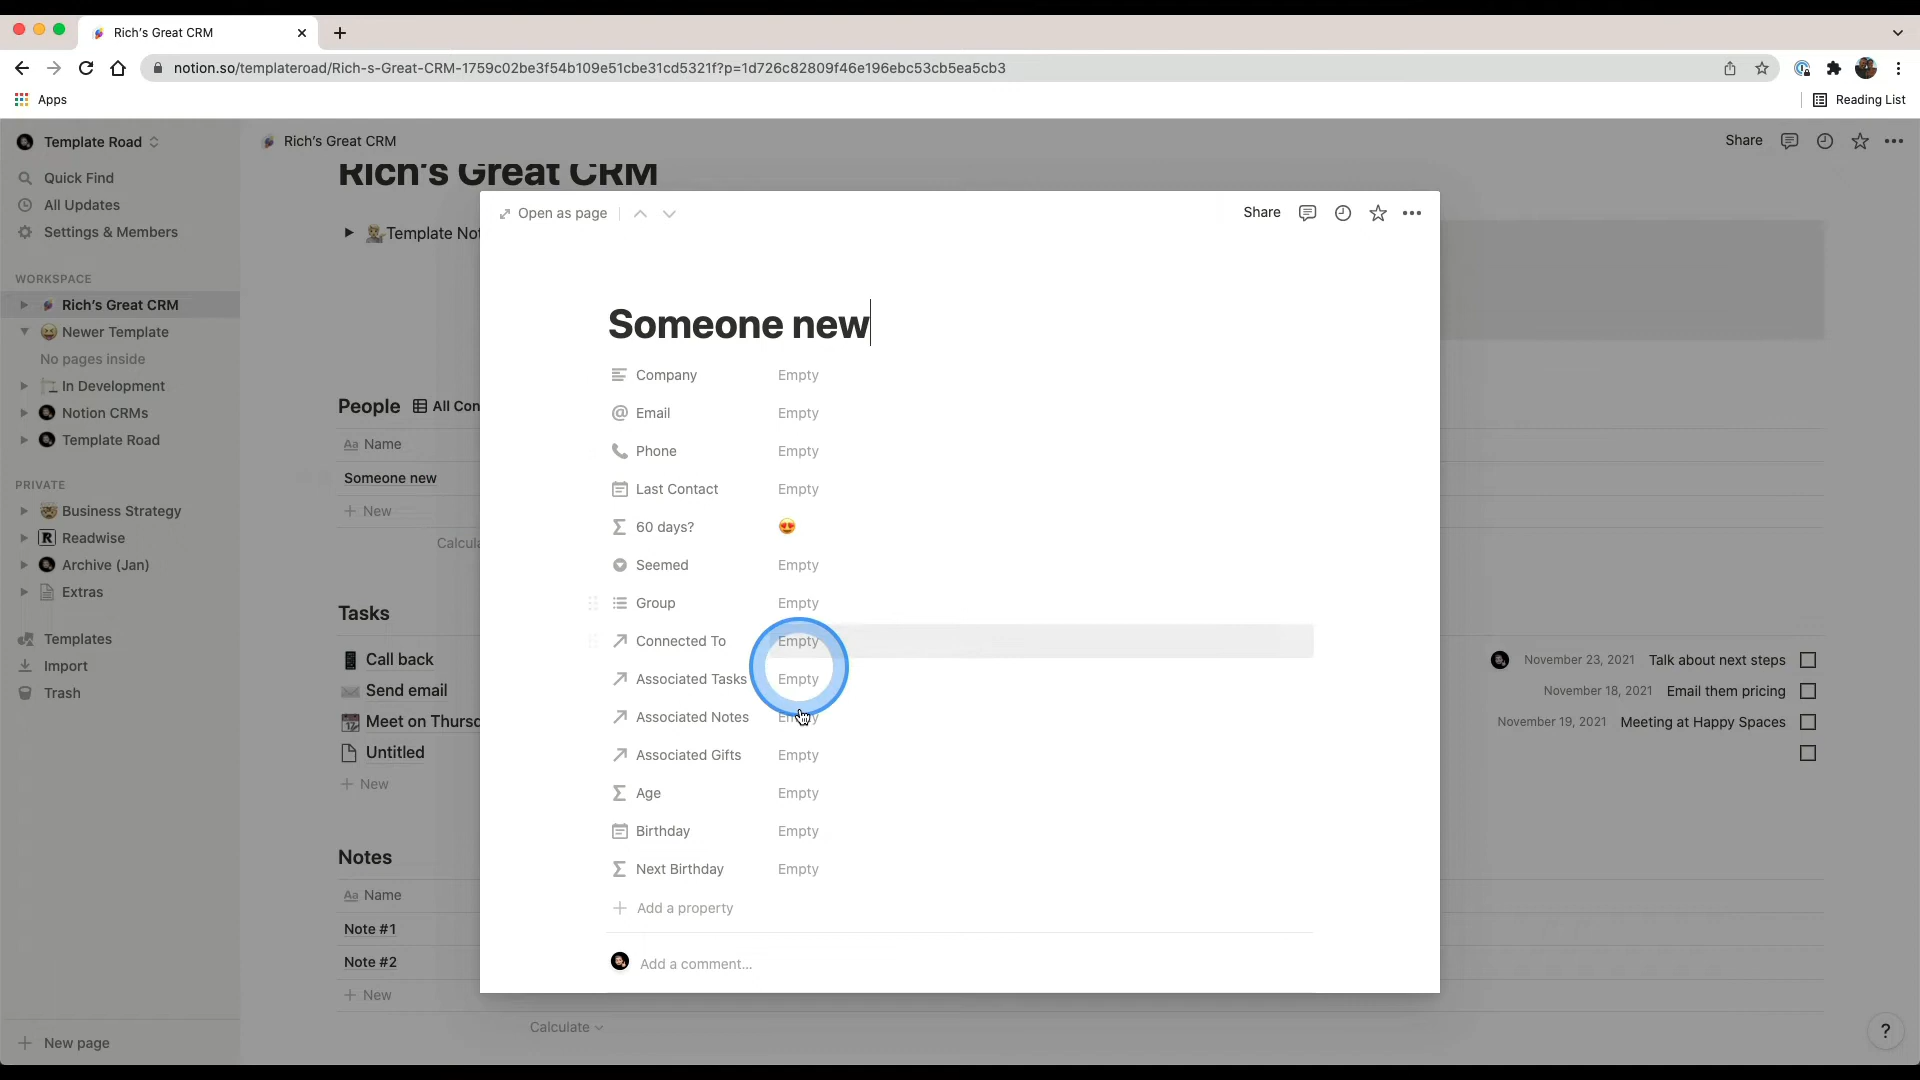 Rich's Great CRM
notion.so/templateroad/Rich-s-Great-CRM-1759c02be3f54b109e51cbe31cd5321f?p=1d726c82809f46e196ebc53cb5ea5cb3
Apps
Reading List
Template Road
Quick Find
All Updates
Settings & Members
WORKSPACE
Rich's Great CRM
Newer Template
No pages inside
In Development
Notion CRMs
Template Road
PRIVATE
Business Strategy
Readwise
Archive (Jan)
Extras
Templates
Import
Trash
New page
Rich's Great CRM
Share
Rich's Great CRM
Template Not
People All Con
Aa Name
Someone new
New
Calcula
Tasks
Call back
Send email
Meet on Thursd
Untitled
New
November 23, 2021 Talk about next steps
November 18, 2021 Email them pricing
November 19, 2021 Meeting at Happy Spaces
Notes
Aa Name
Note #1
Note #2
New
Calculate
Open as page
Share
Someone new
Company Empty
Email Empty
Phone Empty
Last Contact Empty
60 days? 😍
Seemed Empty
Group Empty
Connected To Empty
Associated Tasks Empty
Associated Notes Empty
Associated Gifts Empty
Age Empty
Birthday Empty
Next Birthday Empty
Add a property
Add a comment…
?